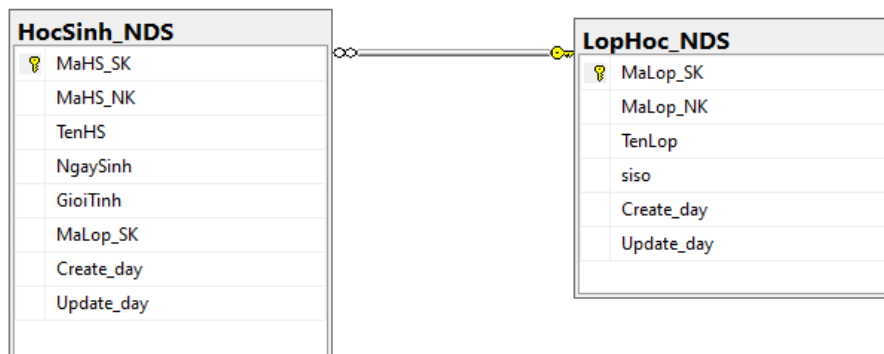 HocSinh_NDS
MaHS_SK
MaHS_NK
TenHS
NgaySinh
GioiTinh
MaLop_SK
Create_day
Update_day
LopHoc_NDS
MaLop_SK
MaLop_NK
TenLop
siso
Create_day
Update_day